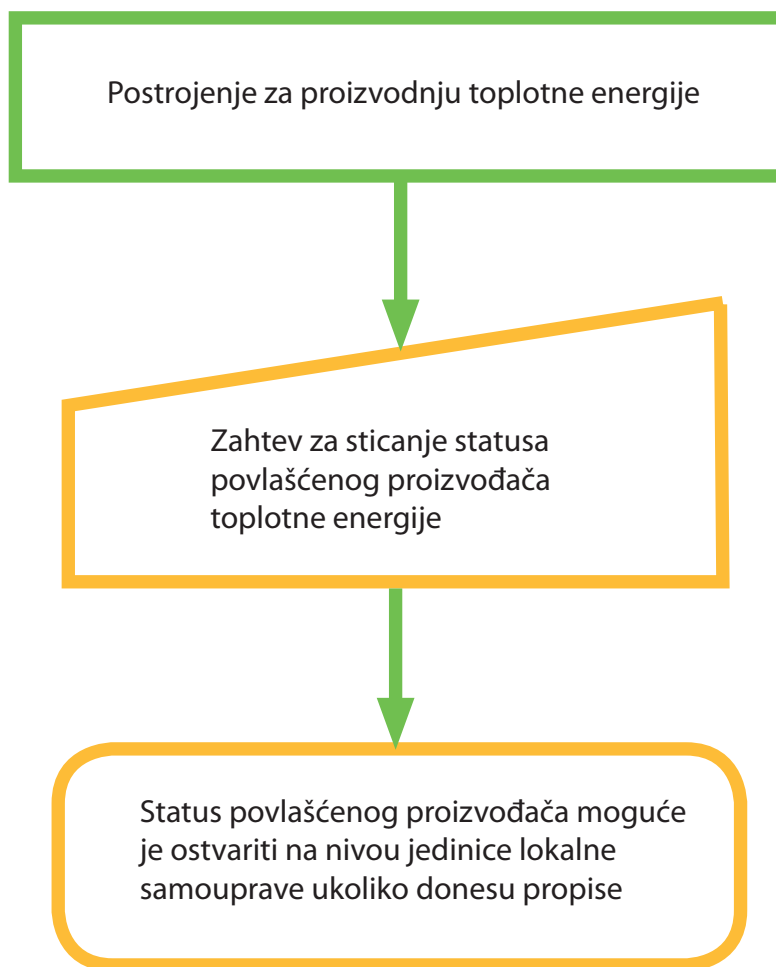 Postrojenje za proizvodnju toplotne energije
Zahtev za sticanje statusa
povlašćenog proizvođača
toplotne energije
Status povlašćenog proizvođača moguće
je ostvariti na nivou jedinice lokalne
samouprave ukoliko donesu propise